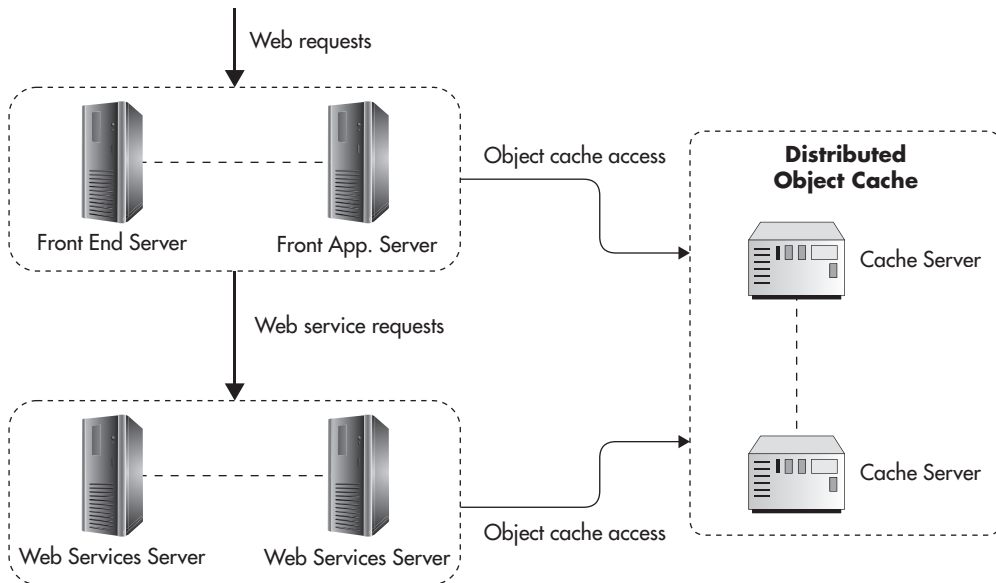 Web requests
Front End Server
Front App. Server
Object cache access
Distributed
Object Cache
Cache Server
Web service requests
Web Services Server
Web Services Server
Object cache access
Cache Server